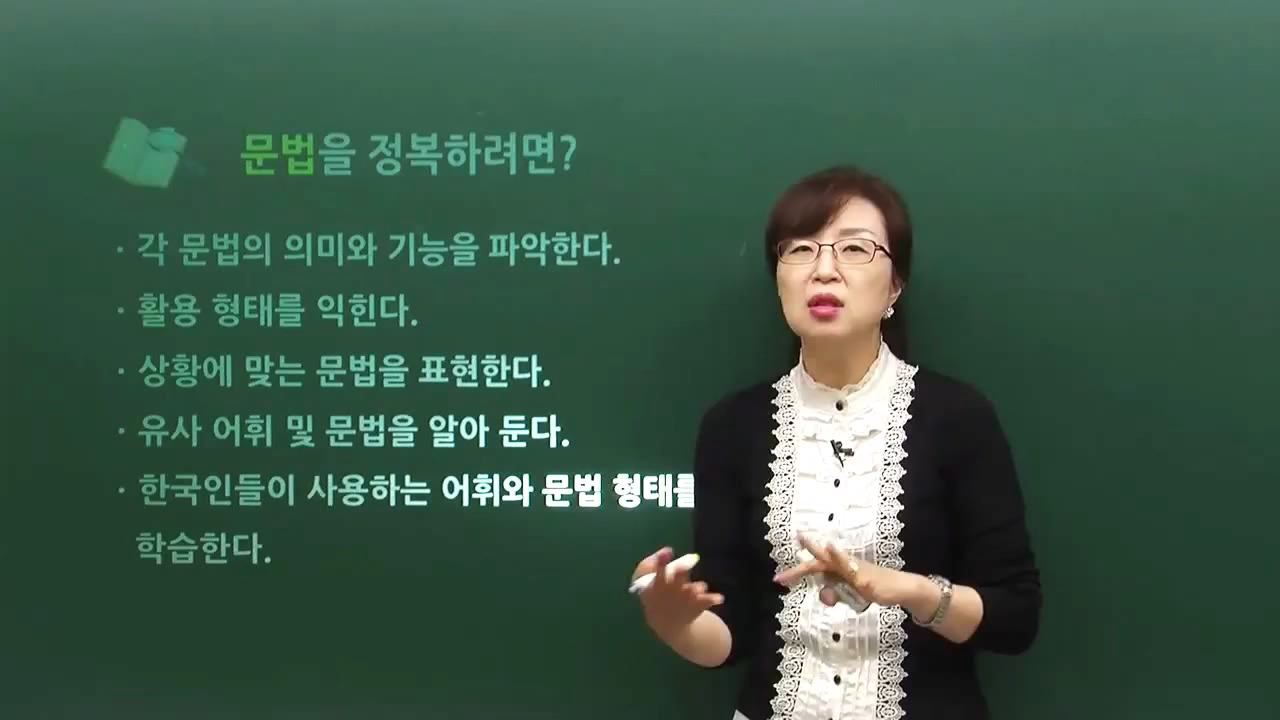 문법을 정복하려면?
· 각 문법의 의미와 기능을 파악한다.
· 활용 형태를 익힌다.
· 상황에 맞는 문법을 표현한다.
· 유사 어휘 및 문법을 알아 둔다.
· 한국인들이 사용하는 어휘와 문법 형태를
학습한다.